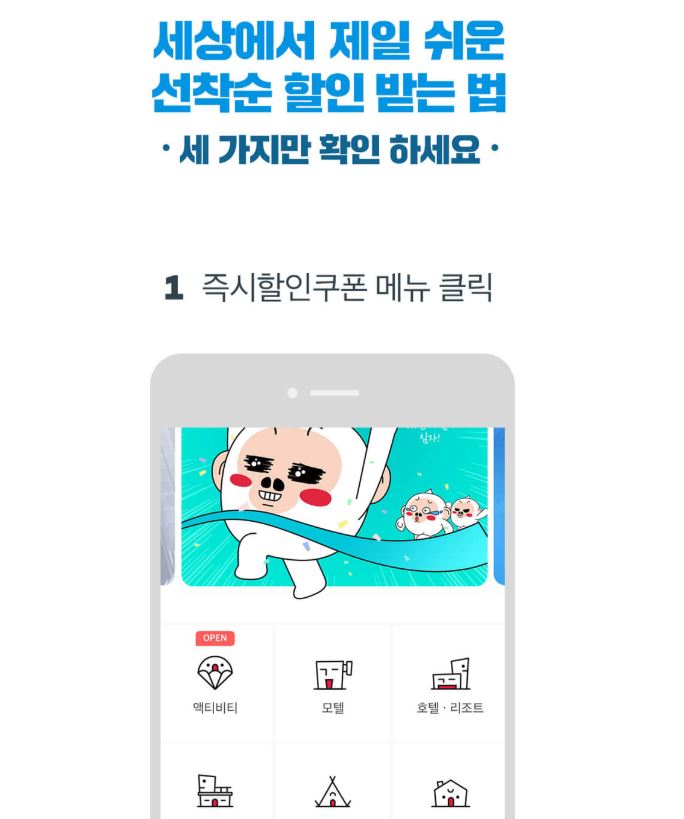 세상에서 제일 쉬운
선착순 할인 받는 법
· 세 가지만 확인 하세요 ·
1 즉시할인쿠폰 메뉴 클릭
임자!
OPEN
액티비티
모텔
호텔 · 리조트